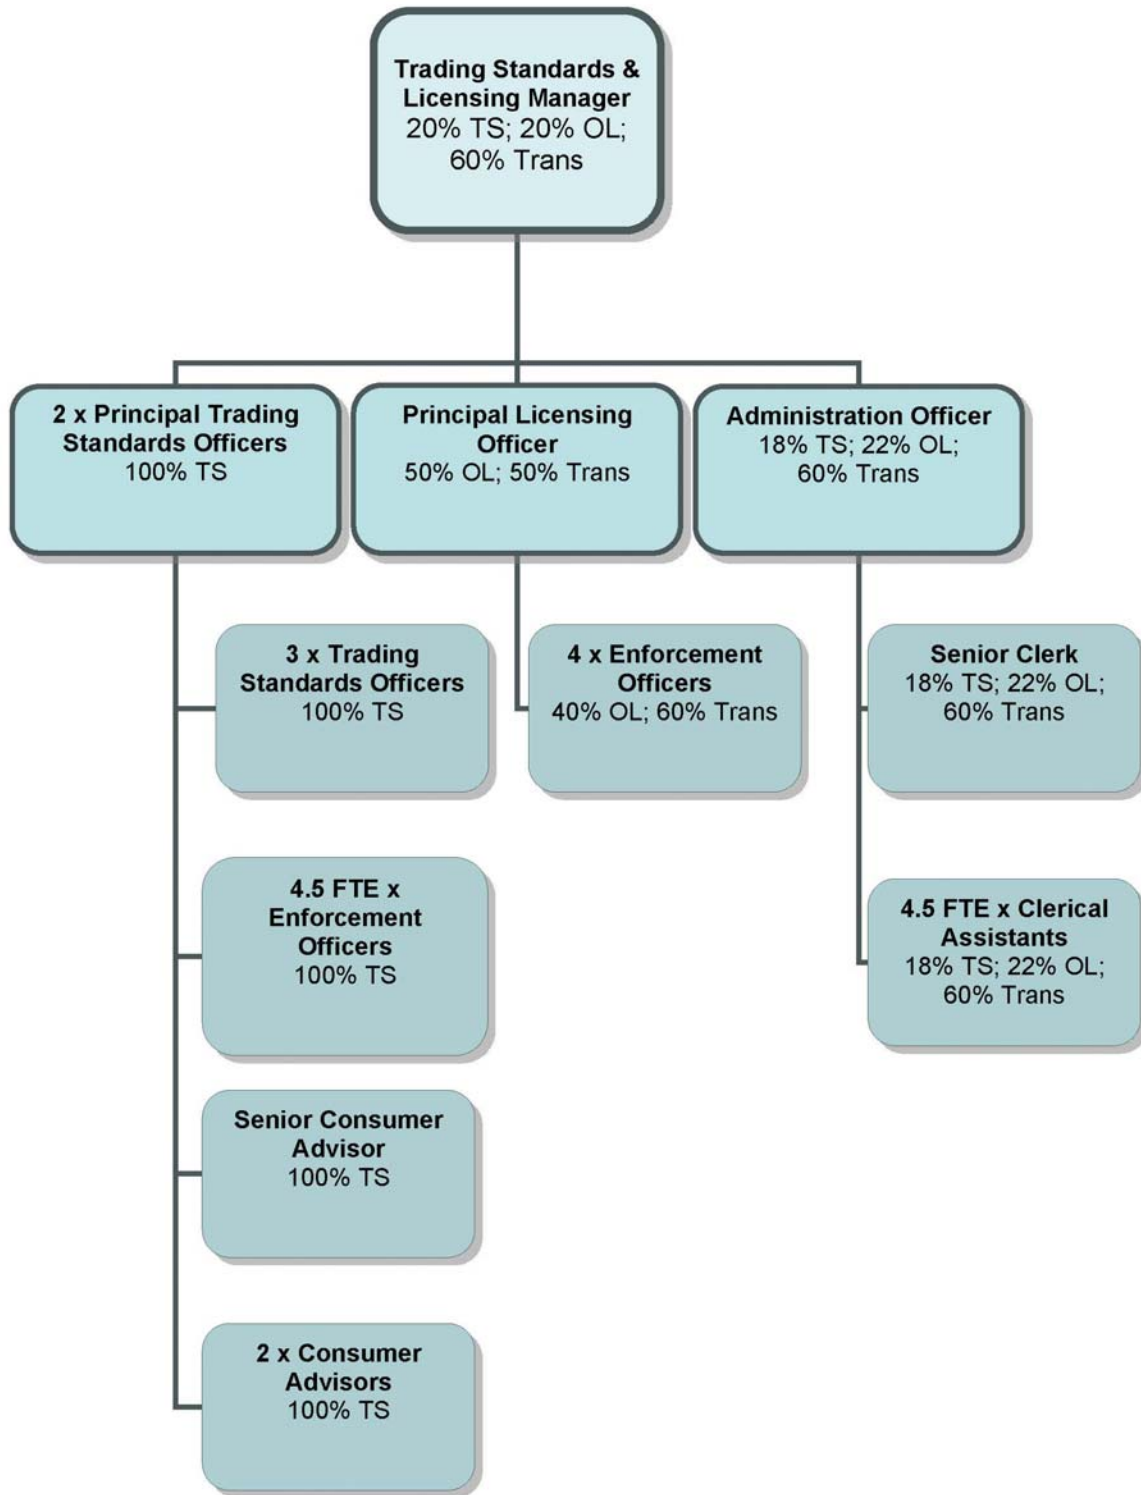 Trading Standards &
Licensing Manager
20% TS; 20% OL;
60% Trans
2 x Principal Trading
Standards Officers
100% TS
Principal Licensing
Officer
50% OL; 50% Trans
Administration Officer
18% TS; 22% OL;
60% Trans
3 x Trading
Standards Officers
100% TS
4 x Enforcement
Officers
40% OL; 60% Trans
Senior Clerk
18% TS; 22% OL;
60% Trans
4.5 FTE x
Enforcement
Officers
100% TS
4.5 FTE x Clerical
Assistants
18% TS; 22% OL;
60% Trans
Senior Consumer
Advisor
100% TS
2 x Consumer
Advisors
100% TS